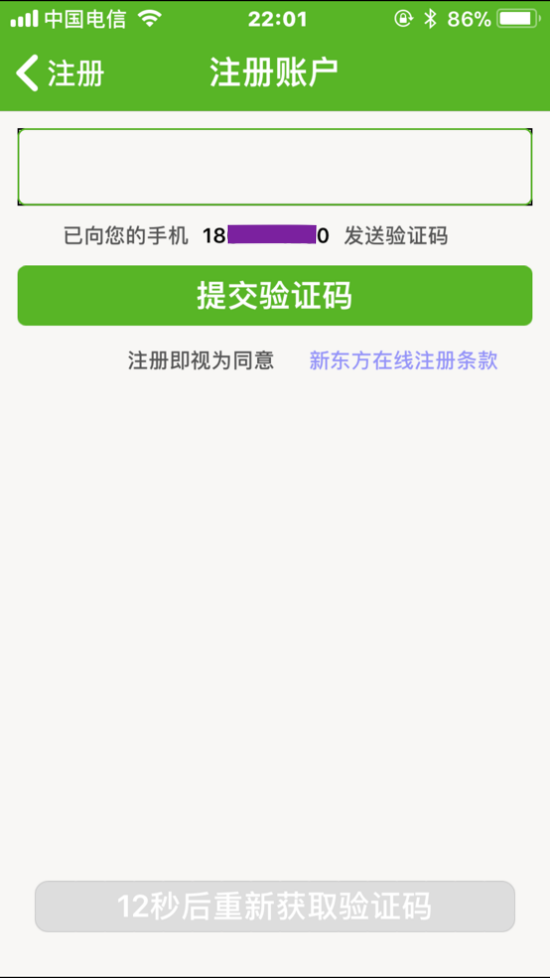 中国电信 22:01 86%
注册 注册账户
已向您的手机 18 0 发送验证码
提交验证码
注册即视为同意 新东方在线注册条款
12秒后重新获取验证码